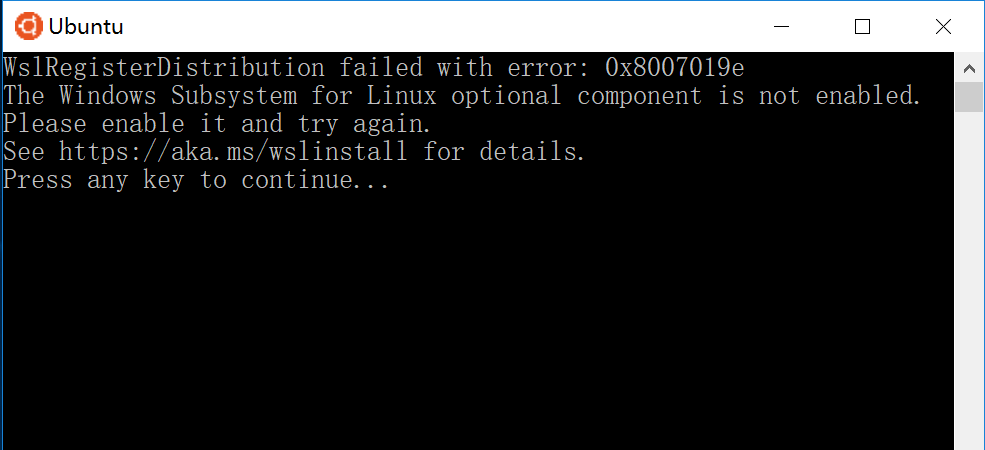 Ubuntu
WslRegisterDistribution failed with error: 0x8007019e
The Windows Subsystem for Linux optional component is not enabled.
Please enable it and try again.
See https://aka.ms/wslinstall for details.
Press any key to continue...